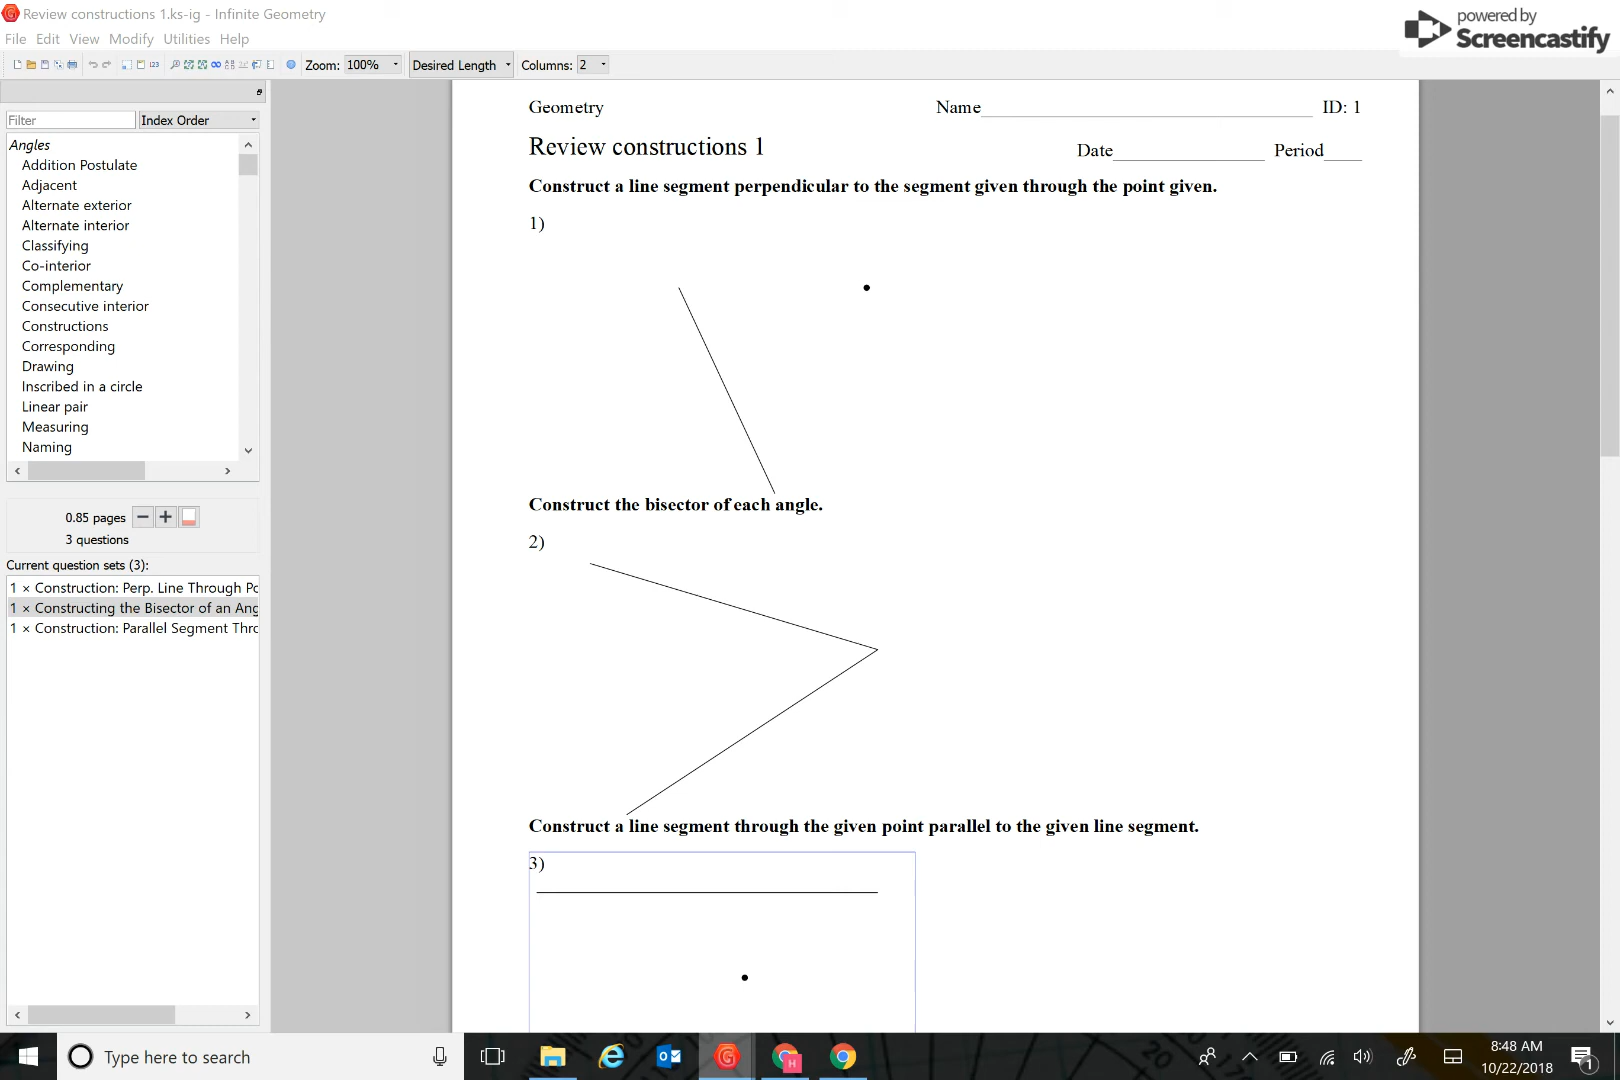 Review constructions 1.ks-ig - Infinite Geometry
powered by
Screencastify
File Edit View Modify Utilities Help
123 Zoom: 100% Desired Length Columns: 2
Filter Index Order
Angles
Addition Postulate
Adjacent
Alternate exterior
Alternate interior
Classifying
Co-interior
Complementary
Consecutive interior
Constructions
Corresponding
Drawing
Inscribed in a circle
Linear pair
Measuring
Naming
0.85 pages
3 questions
Current question sets (3):
1 × Construction: Perp. Line Through Po
1 × Constructing the Bisector of an Ang
1 × Construction: Parallel Segment Thro
Geometry Name ID: 1
Review constructions 1 Date Period
Construct a line segment perpendicular to the segment given through the point given.
1)
Construct the bisector of each angle.
2)
Construct a line segment through the given point parallel to the given line segment.
3)
Type here to search
8:48 AM
10/22/2018
1